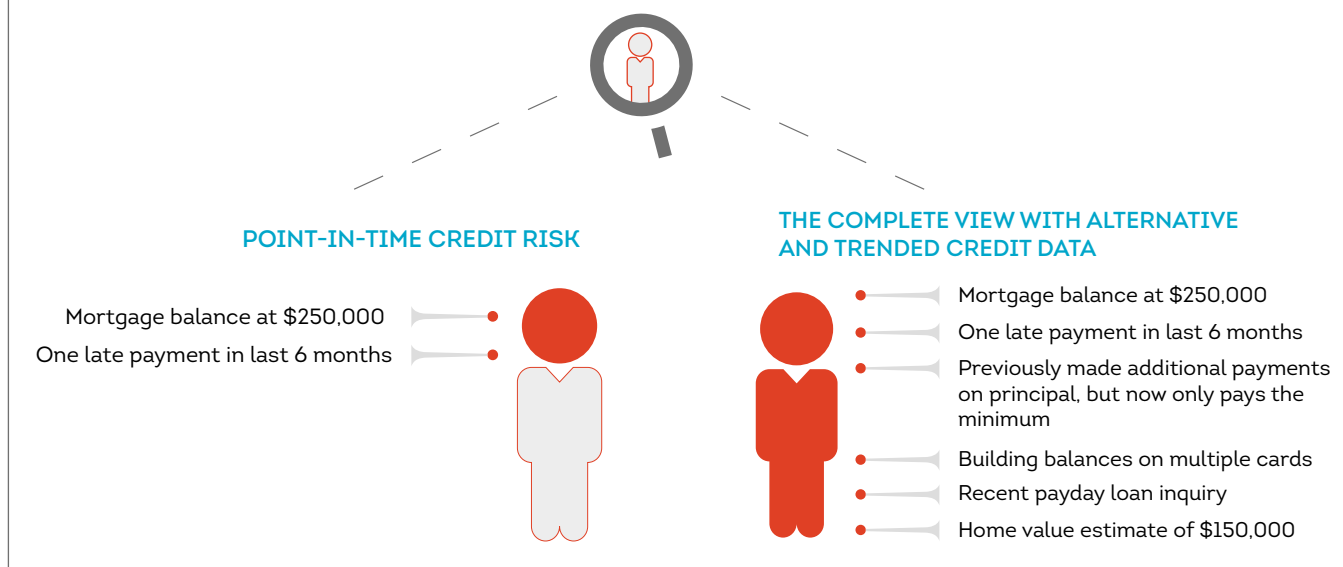 POINT-IN-TIME CREDIT RISK
Mortgage balance at $250,000
One late payment in last 6 months
THE COMPLETE VIEW WITH ALTERNATIVE
AND TRENDED CREDIT DATA
Mortgage balance at $250,000
One late payment in last 6 months
Previously made additional payments
on principal, but now only pays the
minimum
Building balances on multiple cards
Recent payday loan inquiry
Home value estimate of $150,000